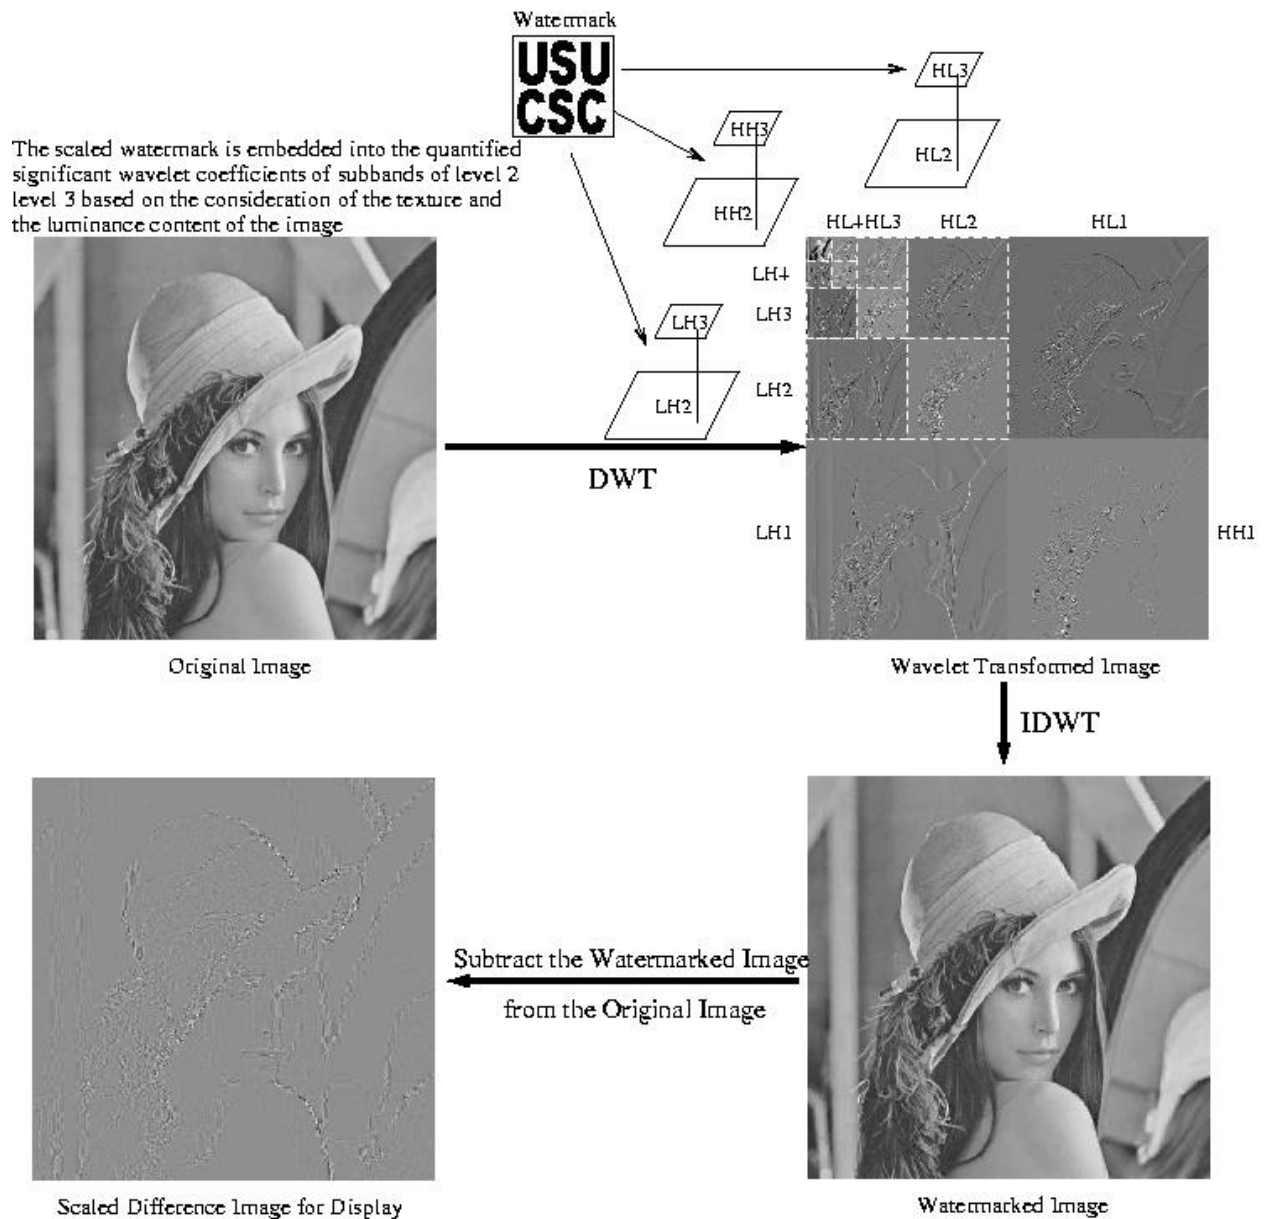 Watermark
USU
CSC
HL3
HH3
HL2
The scaled watermark is embedded into the quantified
significant wavelet coefficients of subbands of level 2
level 3 based on the consideration of the texture and
the luminance content of the image
HH2
HL4 HL3 HL2 HL1
LH4
LH3
LH3
LH2
LH2
DWT
LH1
HH1
Original Image
Wavelet Transformed Image
IDWT
Subtract the Watermarked Image
from the Original Image
Scaled Difference Image for Display
Watermarked Image